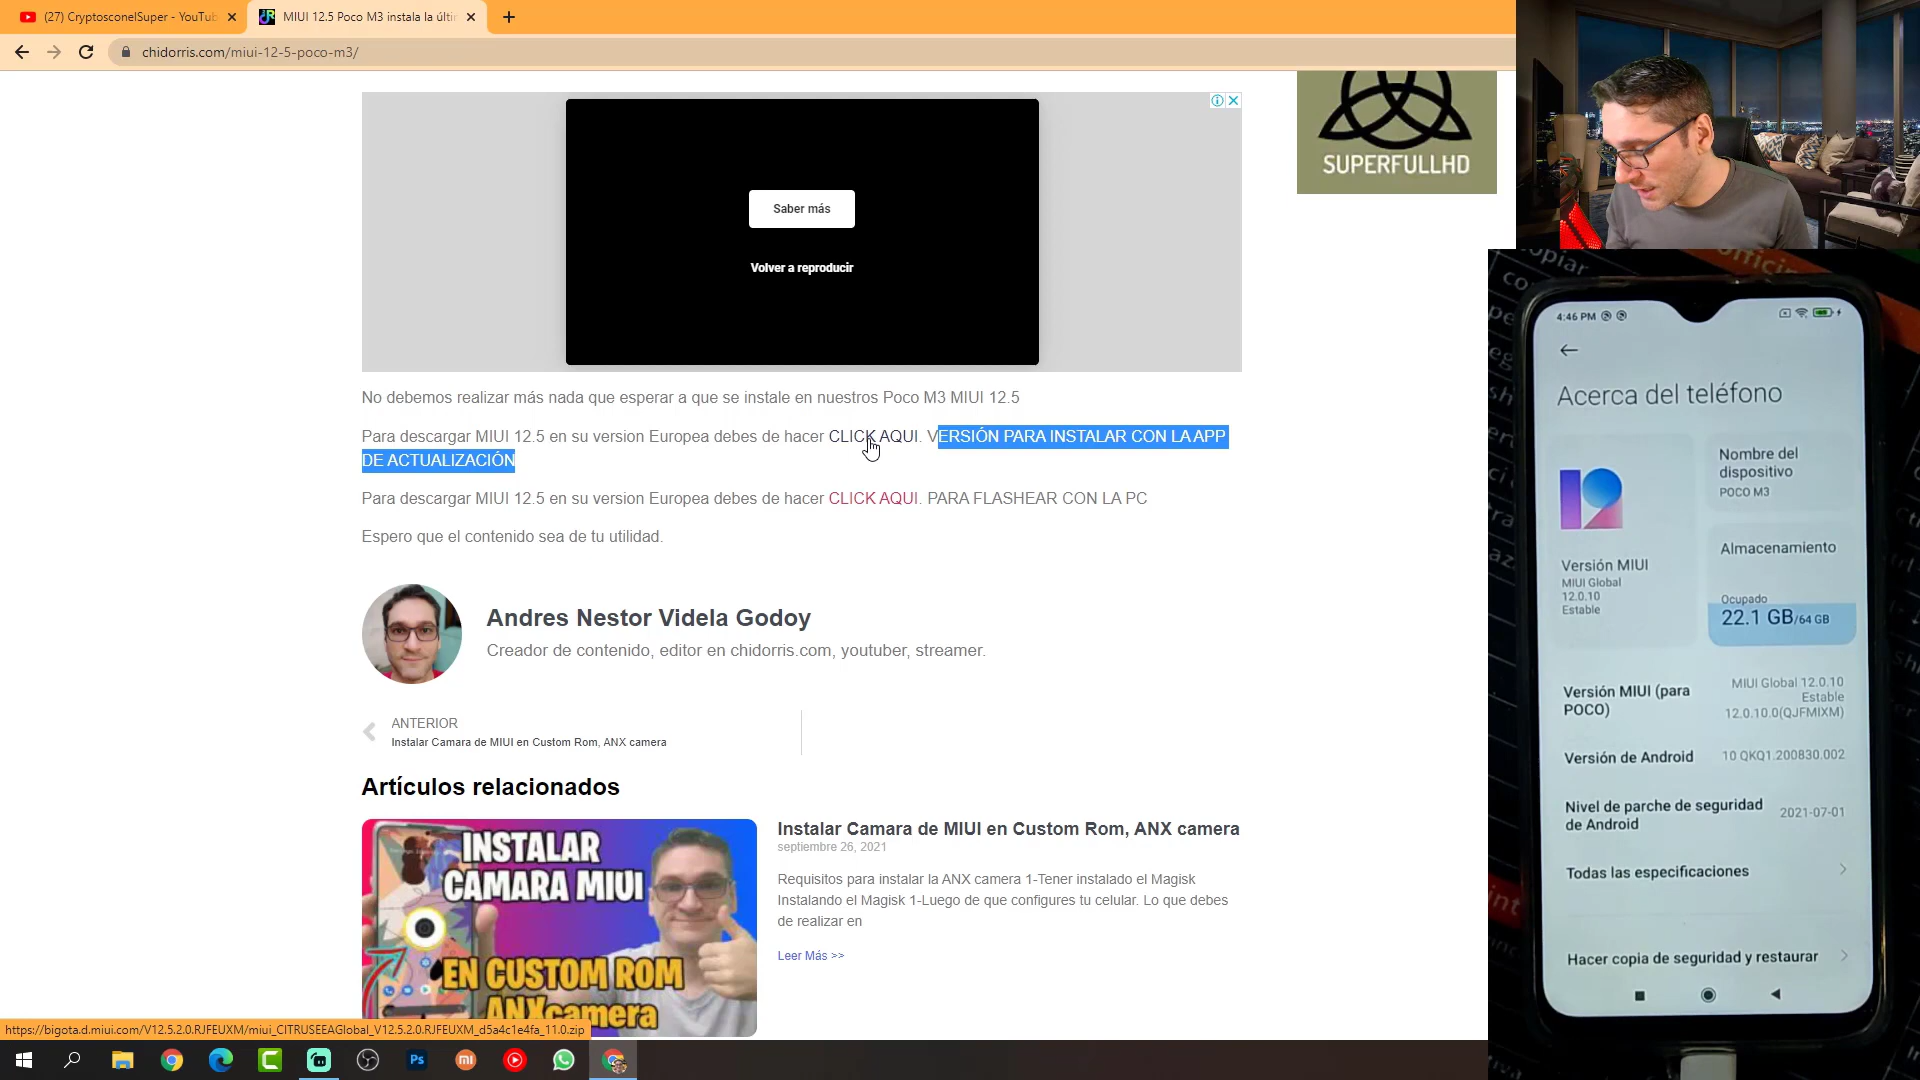 (27) CryptosconelSuper - YouTub
MIUI 12.5 Poco M3 instala la últi
chidorris.com/miui-12-5-poco-m3/
Saber más
Volver a reproducir
SUPERFULLHD
No debemos realizar más nada que esperar a que se instale en nuestros Poco M3 MIUI 12.5
Para descargar MIUI 12.5 en su version Europea debes de hacer CLICK AQUI. VERSIÓN PARA INSTALAR CON LA APP
DE ACTUALIZACIÓN
Para descargar MIUI 12.5 en su version Europea debes de hacer CLICK AQUI. PARA FLASHEAR CON LA PC
Espero que el contenido sea de tu utilidad.
Andres Nestor Videla Godoy
Creador de contenido, editor en chidorris.com, youtuber, streamer.
ANTERIOR
Instalar Camara de MIUI en Custom Rom, ANX camera
Artículos relacionados
INSTALAR
CAMARA MIUI
EN CUSTOM ROM
ANXcamera
Instalar Camara de MIUI en Custom Rom, ANX camera
septiembre 26, 2021
Requisitos para instalar la ANX camera 1-Tener instalado el Magisk
Instalando el Magisk 1-Luego de que configures tu celular. Lo que debes
de realizar en
Leer Más >>
https://bigota.d.miui.com/V12.5.2.0.RJFEUXM/miui_CITRUSEEAGlobal_V12.5.2.0.RJFEUXM_d5a4c1e4fa_11.0.zip
Ps
mi
4:46 PM
Acerca del teléfono
Nombre del
dispositivo
POCO M3
Almacenamiento
Versión MIUI
MIUI Global
12.0.10
Estable
Ocupado
22.1 GB/64 GB
Versión MIUI (para
POCO)
MIUI Global 12.0.10
Estable
12.0.10.0(QJFMIXM)
Versión de Android
10 QKQ1.200830.002
Nivel de parche de seguridad
de Android
2021-07-01
Todas las especificaciones
Hacer copia de seguridad y restaurar